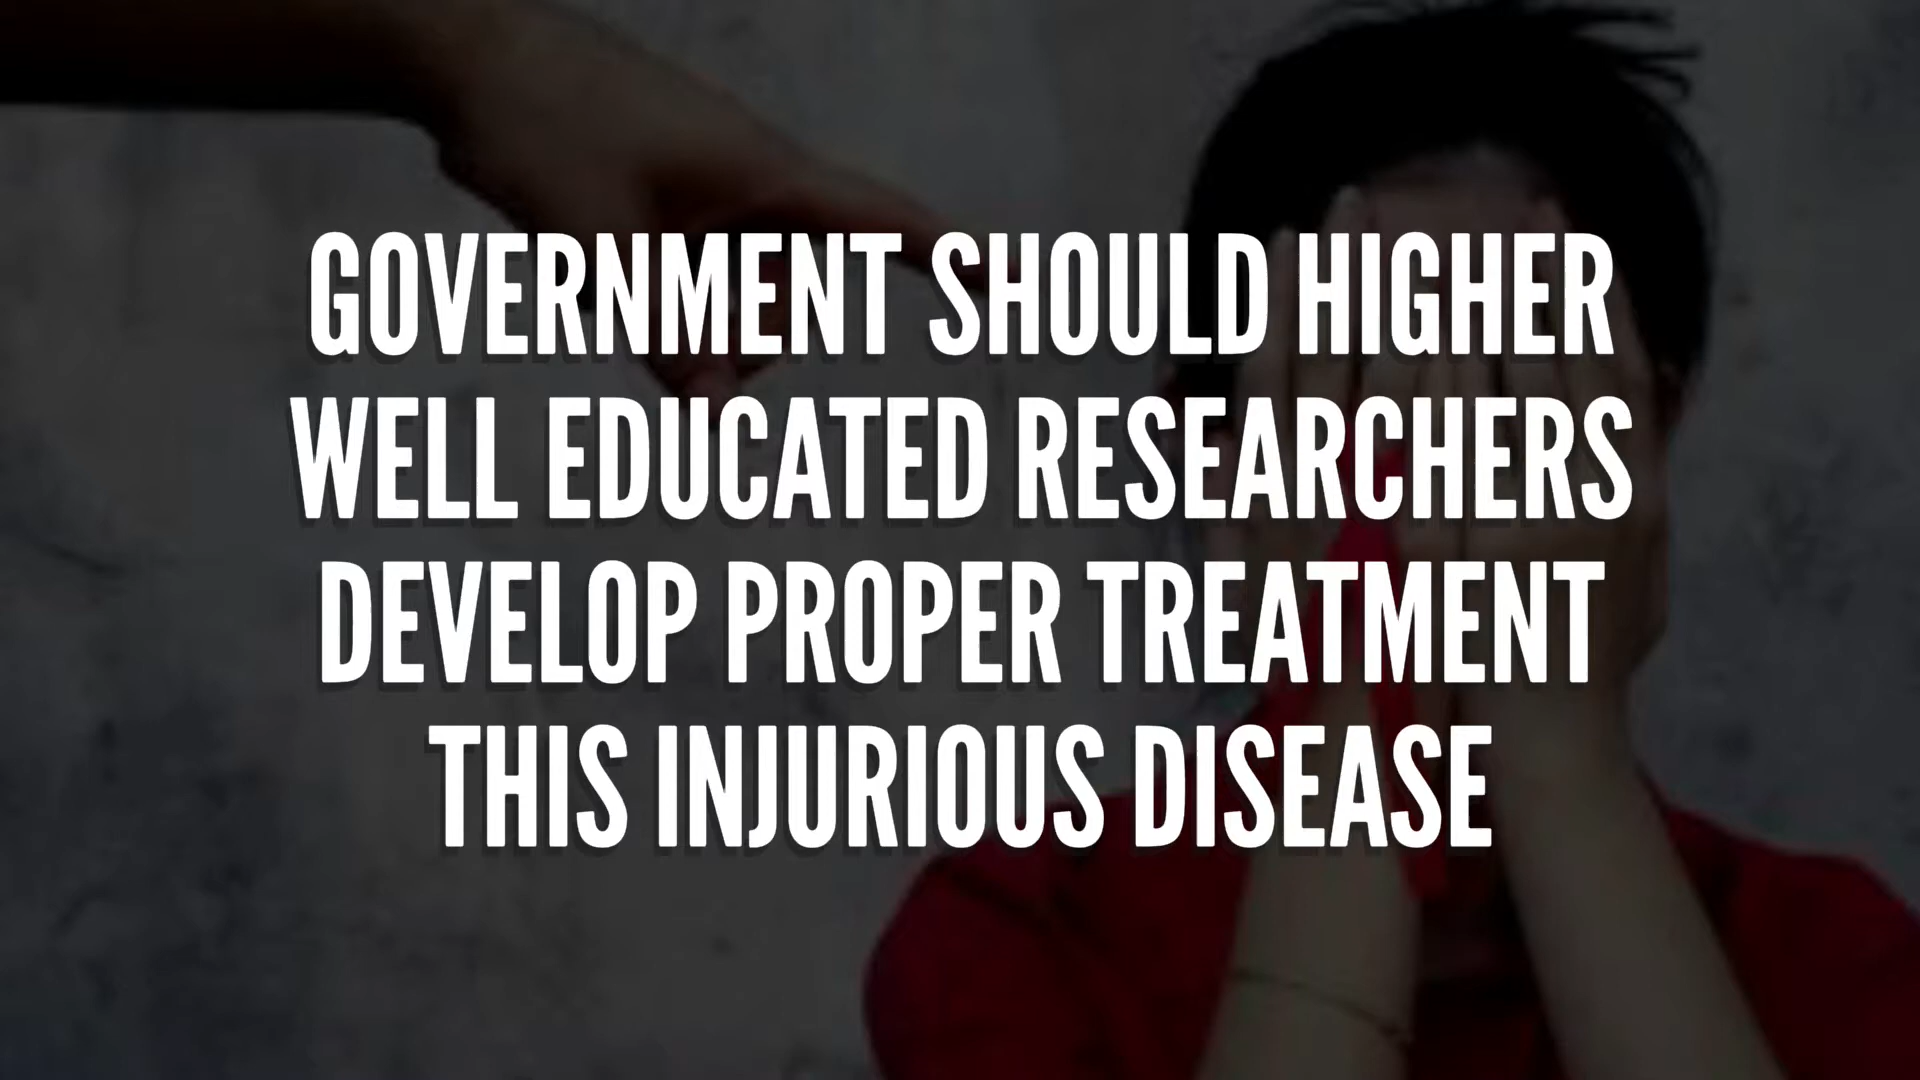 GOVERNMENT SHOULD HIGHER
WELL EDUCATED RESEARCHERS
DEVELOP PROPER TREATMENT
THIS INJURIOUS DISEASE